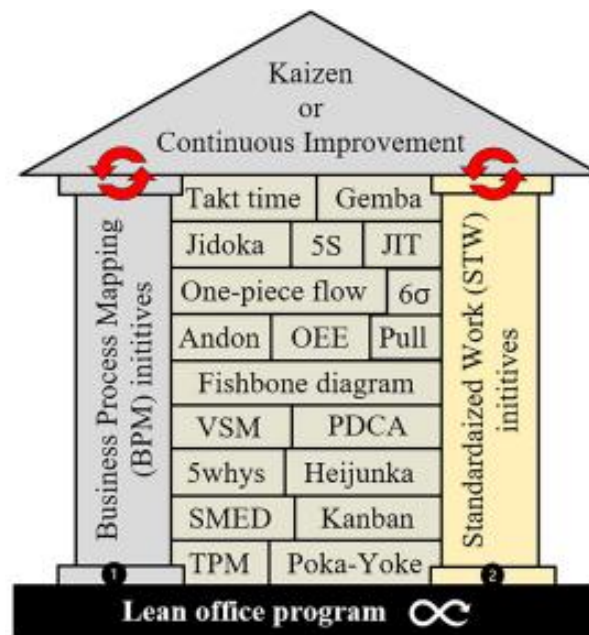 Kaizen
or
Continuous Improvement
Business Process Mapping
(BPM) inititives
Takt time Gemba
Jidoka 5S JIT
One-piece flow 6σ
Andon OEE Pull
Fishbone diagram
VSM PDCA
5whys Heijunka
SMED Kanban
TPM Poka-Yoke
Standardaized Work (STW)
inititives
1
2
Lean office program